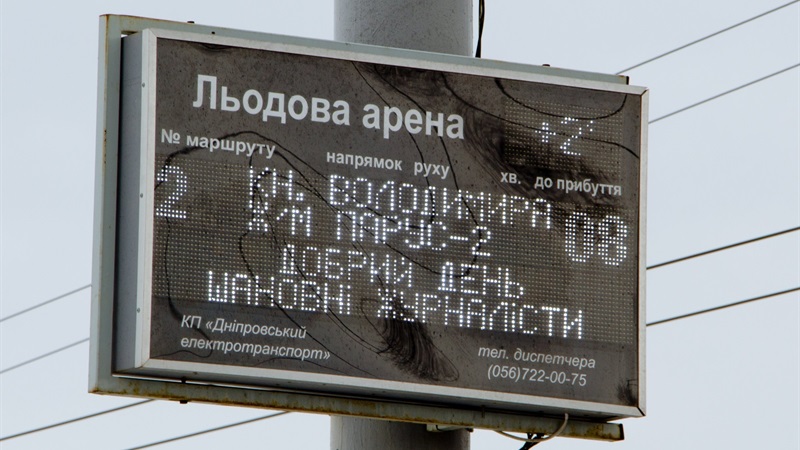 Льодова арена
+2°
№ маршруту напрямок руху хв. до прибуття
2 КН. ВОЛОДИМИРА 08
Ж/М ПАРУС-2
ДОБРИЙ ДЕНЬ
ШАНОВНІ ЖУРНАЛІСТИ
КП «Дніпровський
електротранспорт»
тел. диспетчера
(056)722-00-75